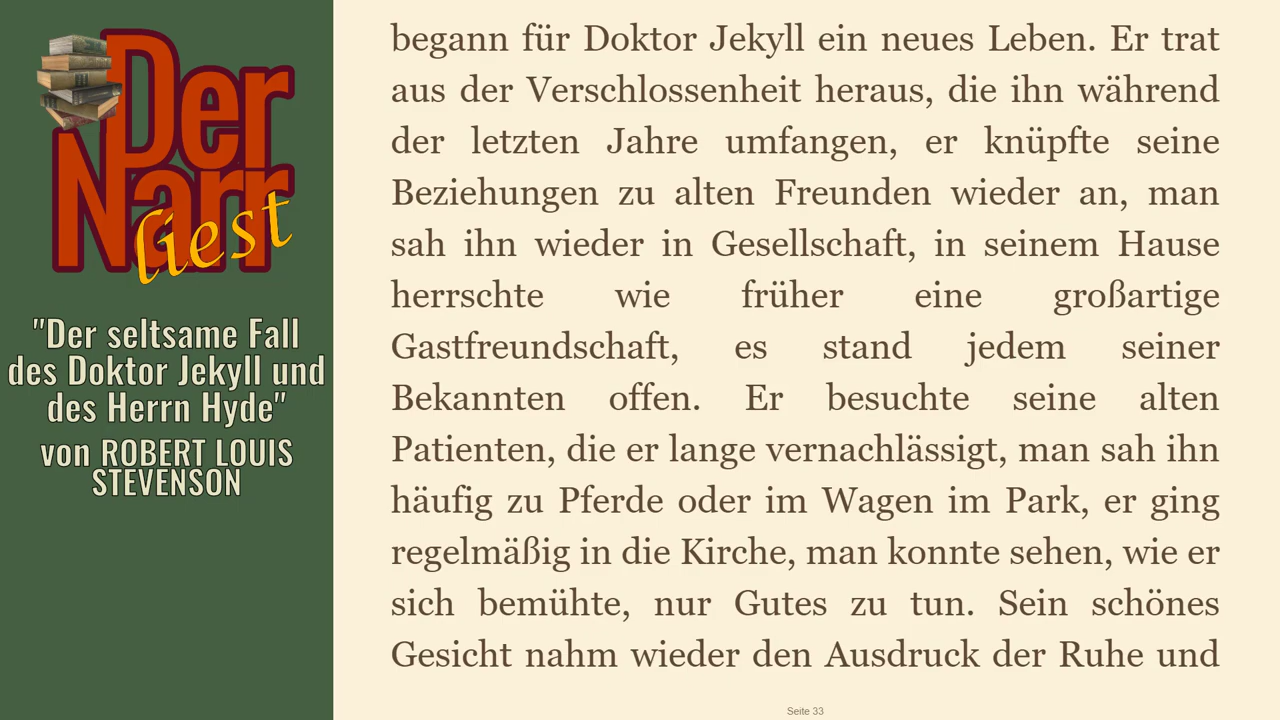 Der
Narr
liest
"Der seltsame Fall
des Doktor Jekyll und
des Herrn Hyde"
von ROBERT LOUIS
STEVENSON
begann für Doktor Jekyll ein neues Leben. Er trat
aus der Verschlossenheit heraus, die ihn während
der letzten Jahre umfangen, er knüpfte seine
Beziehungen zu alten Freunden wieder an, man
sah ihn wieder in Gesellschaft, in seinem Hause
herrschte wie früher eine großartige
Gastfreundschaft, es stand jedem seiner
Bekannten offen. Er besuchte seine alten
Patienten, die er lange vernachlässigt, man sah ihn
häufig zu Pferde oder im Wagen im Park, er ging
regelmäßig in die Kirche, man konnte sehen, wie er
sich bemühte, nur Gutes zu tun. Sein schönes
Gesicht nahm wieder den Ausdruck der Ruhe und
Seite 33